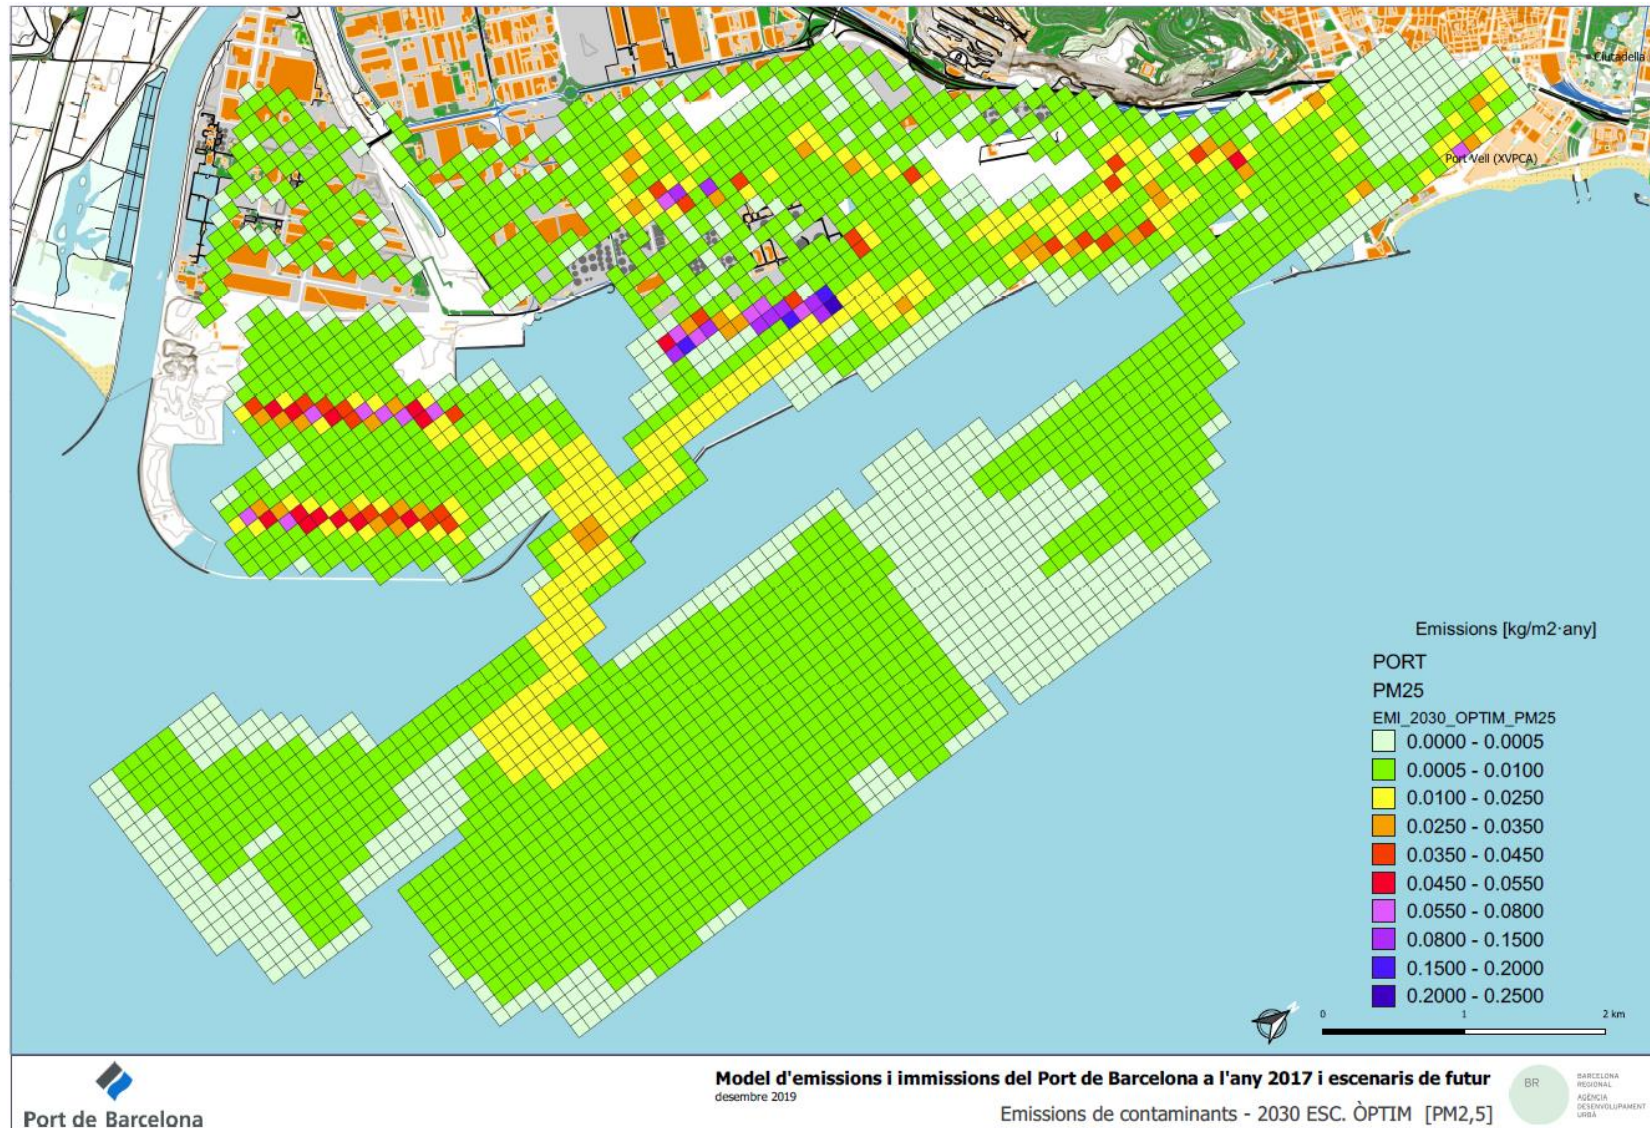 Ciutadella
Port Vell (XVPCA)
Emissions [kg/m2·any]
PORT
PM25
EMI_2030_OPTIM_PM25
0.0000 - 0.0005
0.0005 - 0.0100
0.0100 - 0.0250
0.0250 - 0.0350
0.0350 - 0.0450
0.0450 - 0.0550
0.0550 - 0.0800
0.0800 - 0.1500
0.1500 - 0.2000
0.2000 - 0.2500
N
0 1 2 km
Port de Barcelona
Model d'emissions i immissions del Port de Barcelona a l'any 2017 i escenaris de futur
desembre 2019
Emissions de contaminants - 2030 ESC. ÒPTIM [PM2,5]
BR
BARCELONA
REGIONAL
AGÈNCIA
DESENVOLUPAMENT
URBÀ